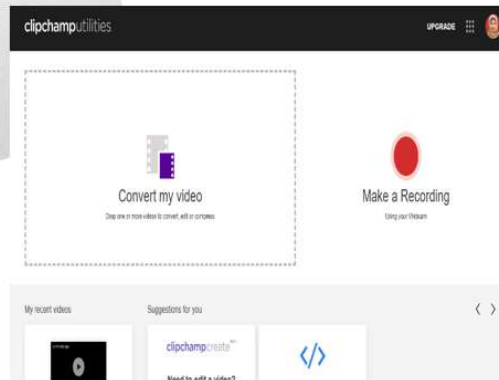 clipchamputilities
UPGRADE
Convert my video
Drop one or more videos to convert, edit or compress
Make a Recording
Using your Webcam
My recent videos
Suggestions for you
clipchampcreate
Need to edit a video?